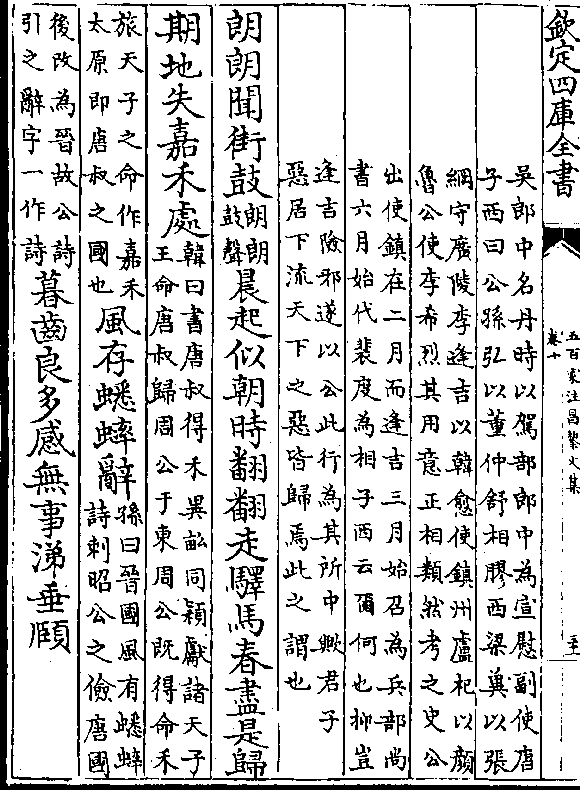 欽定四庫全書
五百家注昌黎文集
卷十
吳郎中名丹時以駕部郎中為宣慰副使唐
子西曰公孫弘以董仲舒相膠西梁冀以張
綱守廣陵李逢吉以韓愈使鎮州盧杞以顔
魯公使李希烈其用意正相類然考之史公
出使鎮在二月而逢吉三月始召為兵部尚
書六月始代裴度為相子西云爾何也抑豈
逢吉險邪遂以公此行為其所中歟君子
惡居下流天下之惡皆歸焉此之謂也
朗朗聞街鼓朗朗鼓聲晨起似朝時翻翻走驛馬春盡是歸
期地失嘉禾處韓曰書唐叔得禾異畝同穎獻諸天子王命唐叔歸周公于東周公既得命禾
旅天子之命作嘉禾太原即唐叔之國也風存蟋蟀辭孫曰晉國風有蟋蟀詩刺昭公之儉唐國
後改為晉故公詩引之辭字一作詩暮齒良多感無事涕垂頤